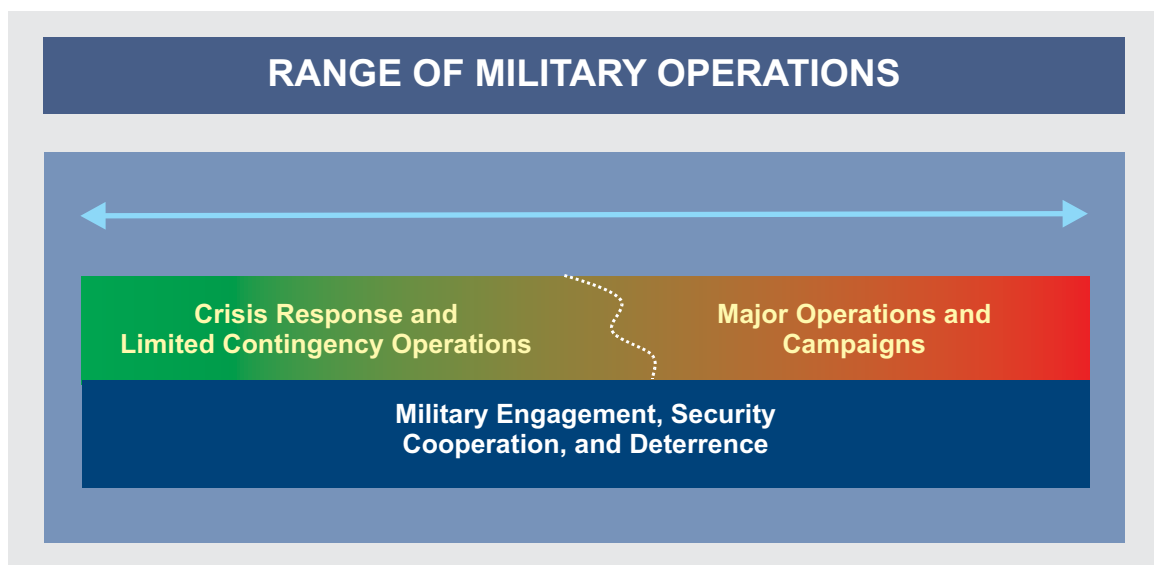 RANGE OF MILITARY OPERATIONS
Crisis Response and
Limited Contingency Operations
Major Operations and
Campaigns
Military Engagement, Security
Cooperation, and Deterrence